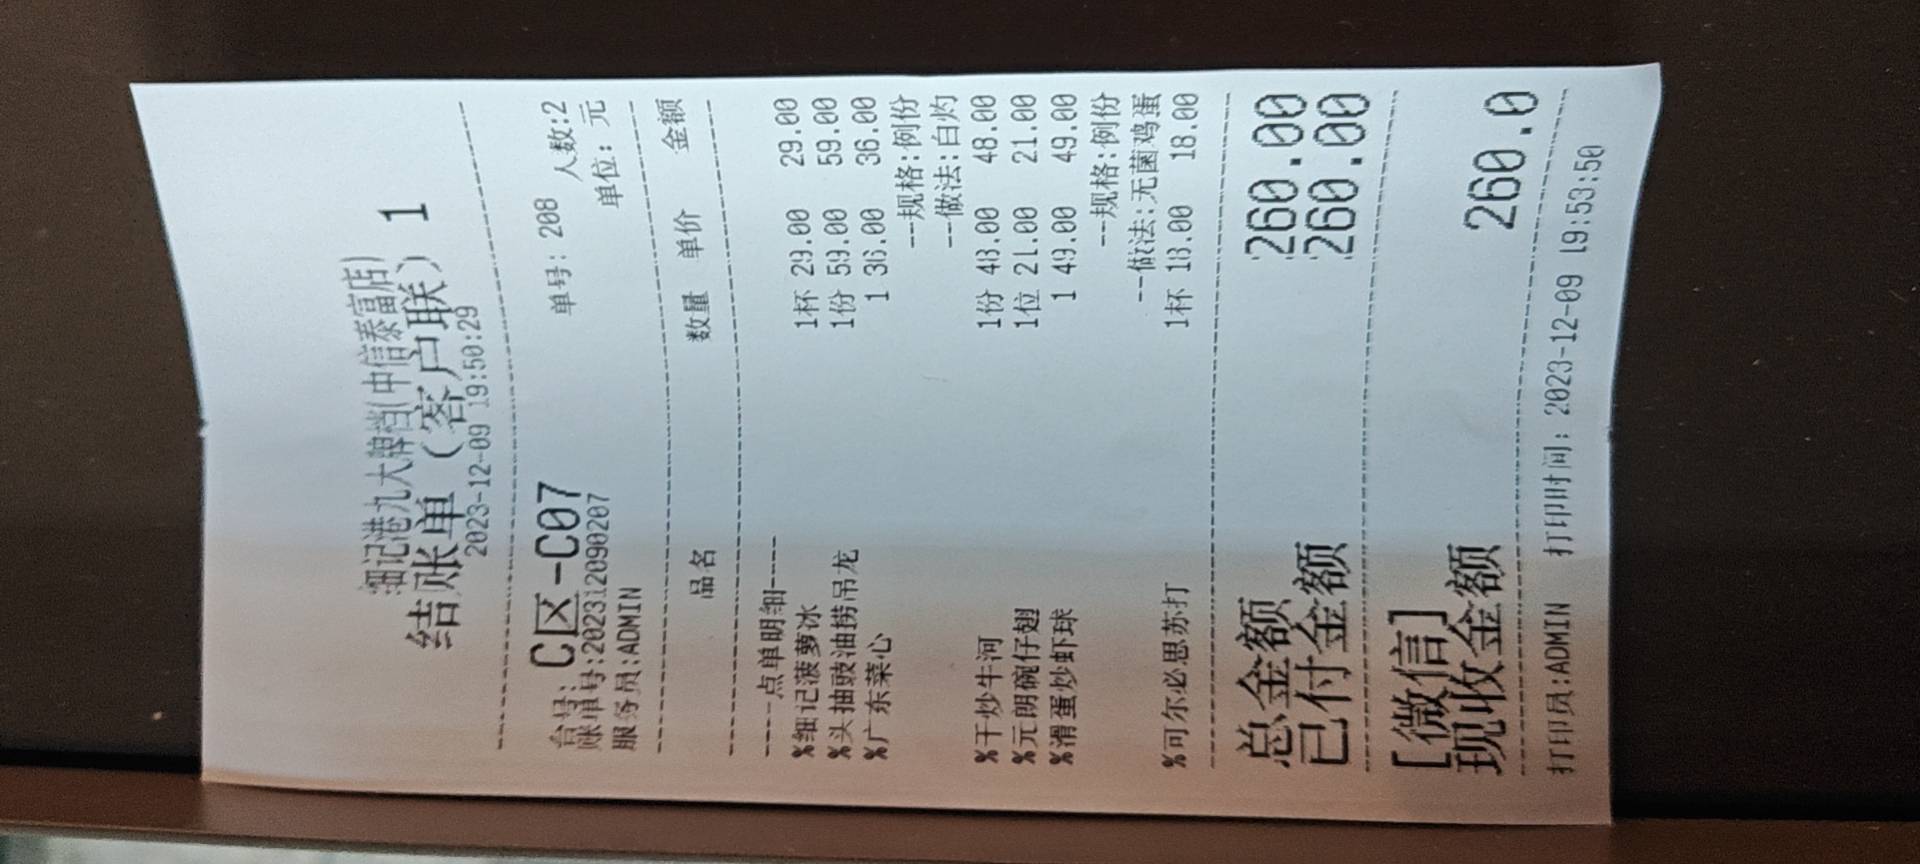 细记港九大牌档(中信泰富店)
结账单（客户联） 1
2023-12-09 19:50:29
台号: C区-C07 单号: 208
账单号:20231209020​7 人数:2
服务员:ADMIN 单位: 元
品名 数量 单价 金额
----点单明细----
%细记菠萝冰 1杯 29.00 29.00
%头抽豉油捞吊龙 1份 59.00 59.00
%广东菜心 1 36.00 36.00
--规格:例份
--做法:白灼
%干炒牛河 1份 48.00 48.00
%元朗碗仔翅 1位 21.00 21.00
%滑蛋炒虾球 1 49.00 49.00
--规格:例份
--做法:无菌鸡蛋
%可尔必思苏打 1杯 18.00 18.00
总金额 260.00
已付金额 260.00
[微信]
现收金额 260.0
打印员:ADMIN 打印时间: 2023-12-09 19:53:50